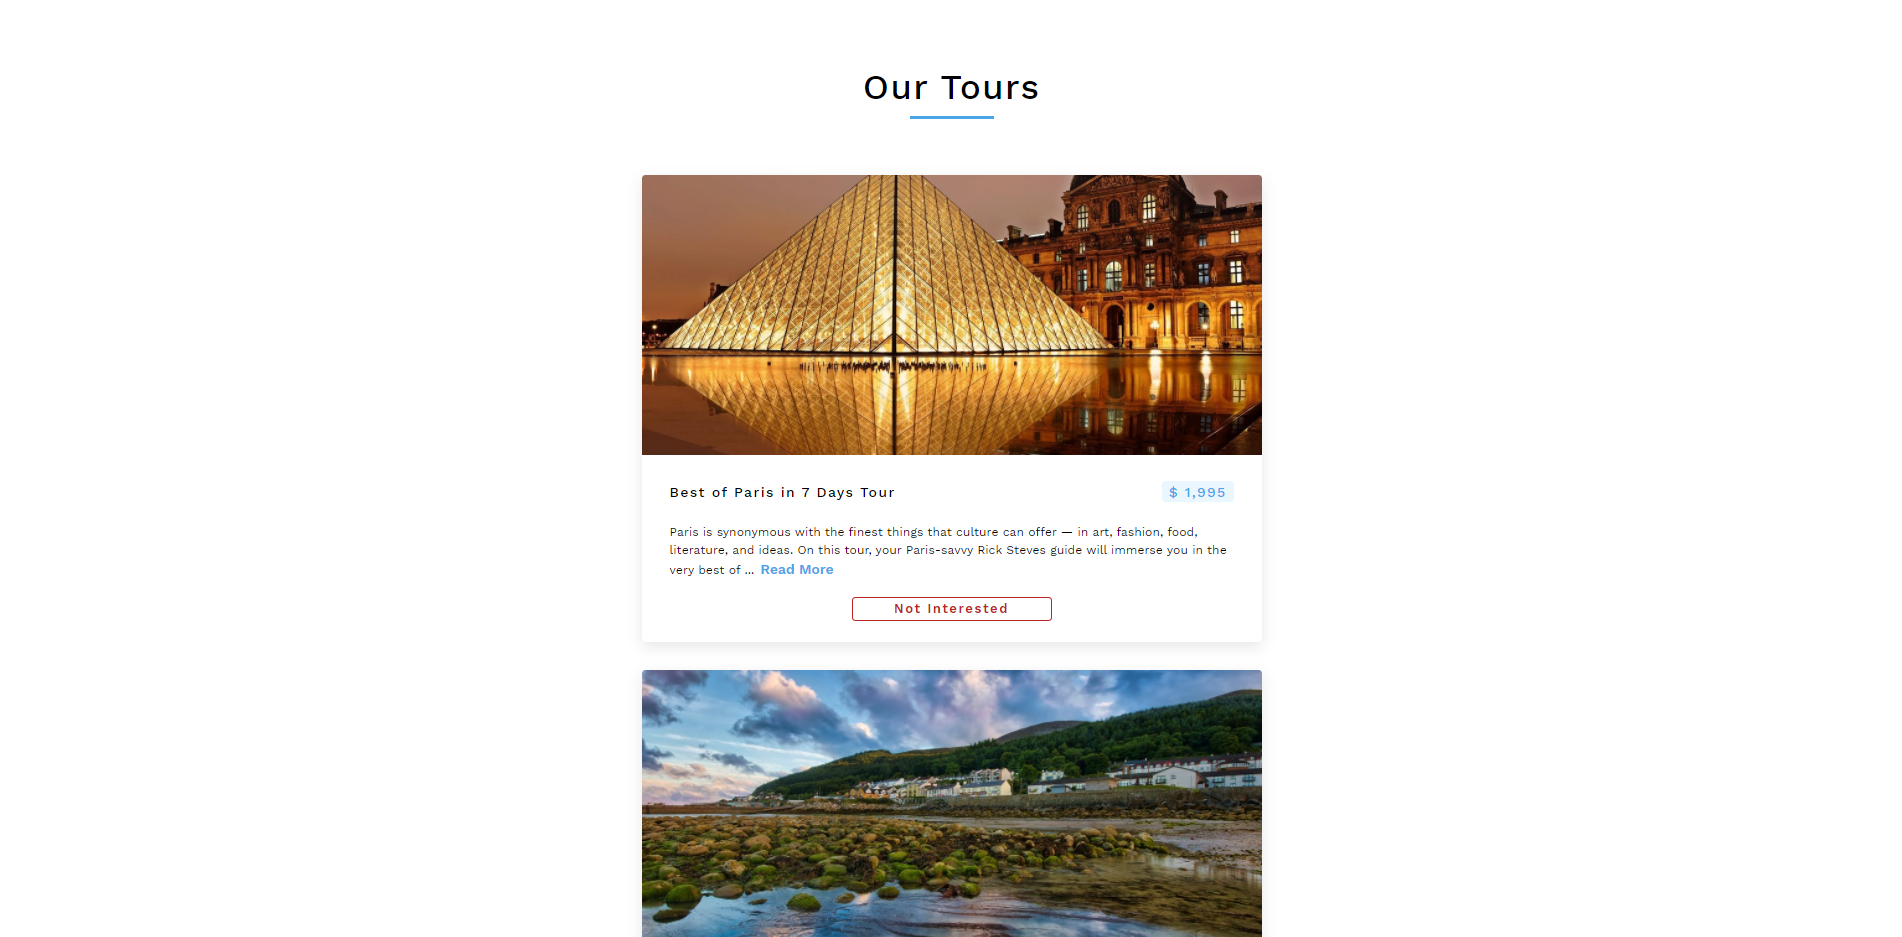 Our Tours
Best of Paris in 7 Days Tour
$ 1,995
Paris is synonymous with the finest things that culture can offer — in art, fashion, food,
literature, and ideas. On this tour, your Paris-savvy Rick Steves guide will immerse you in the
very best of ... Read More
Not Interested